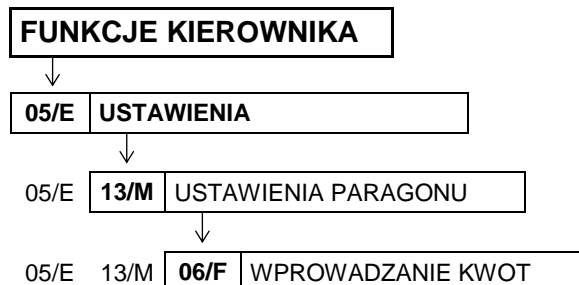 FUNKCJE KIEROWNIKA
05/E USTAWIENIA
05/E 13/M USTAWIENIA PARAGONU
05/E 13/M 06/F WPROWADZANIE KWOT